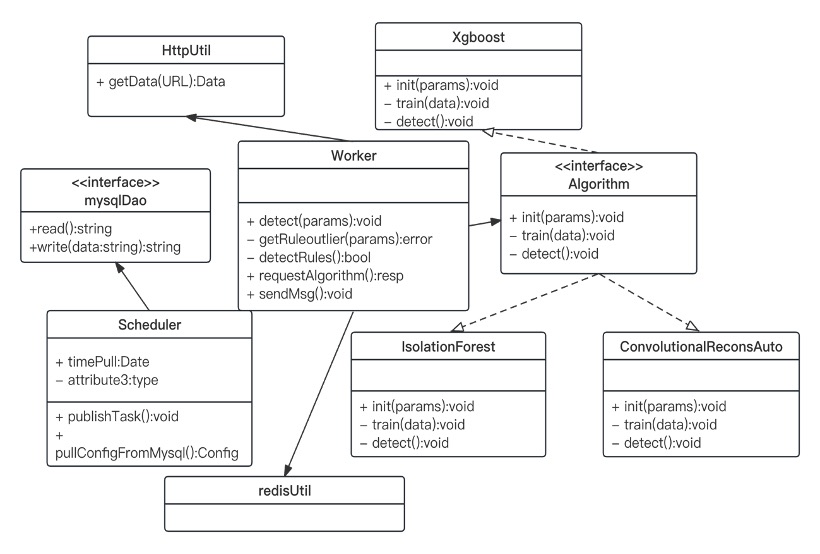 HttpUtil
+ getData(URL):Data
Xgboost
+ init(params):void
− train(data):void
− detect():void
<<interface>>
mysqlDao
+read():string
+write(data:string):string
Worker
+ detect(params):void
− getRuleoutlier(params):error
− detectRules():bool
+ requestAlgorithm():resp
+ sendMsg():void
<<interface>>
Algorithm
+ init(params):void
− train(data):void
− detect():void
Scheduler
+ timePull:Date
− attribute3:type
+ publishTask():void
+
pullConfigFromMysql():Config
IsolationForest
+ init(params):void
− train(data):void
− detect():void
ConvolutionalReconsAuto
+ init(params):void
− train(data):void
− detect():void
redisUtil